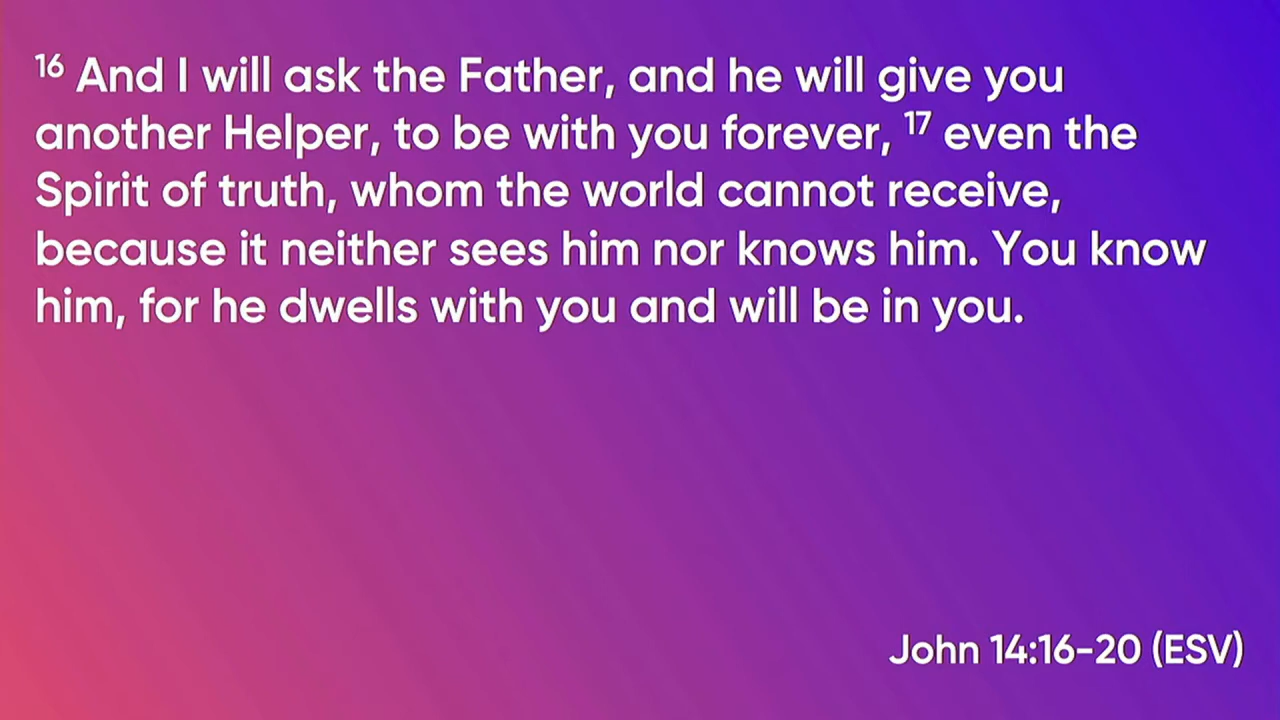 16 And I will ask the Father, and he will give you
another Helper, to be with you forever, 17 even the
Spirit of truth, whom the world cannot receive,
because it neither sees him nor knows him. You know
him, for he dwells with you and will be in you.
John 14:16-20 (ESV)